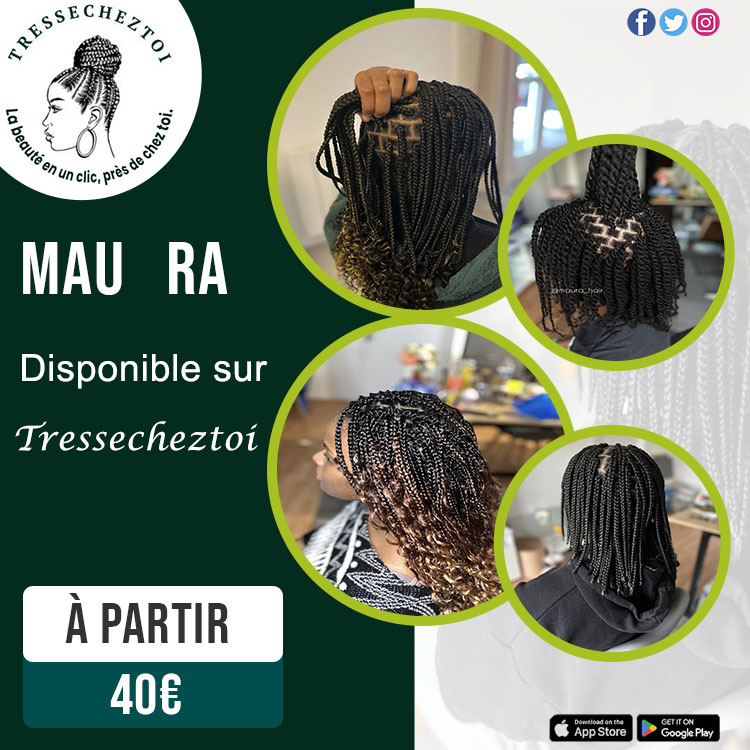 TRESSECHEZTOI
La beauté en un clic, près de chez toi.
MAU RA
Disponible sur
Tressecheztoi
À PARTIR
40€
@maura_hair
Download on the
App Store
GET IT ON
Google Play